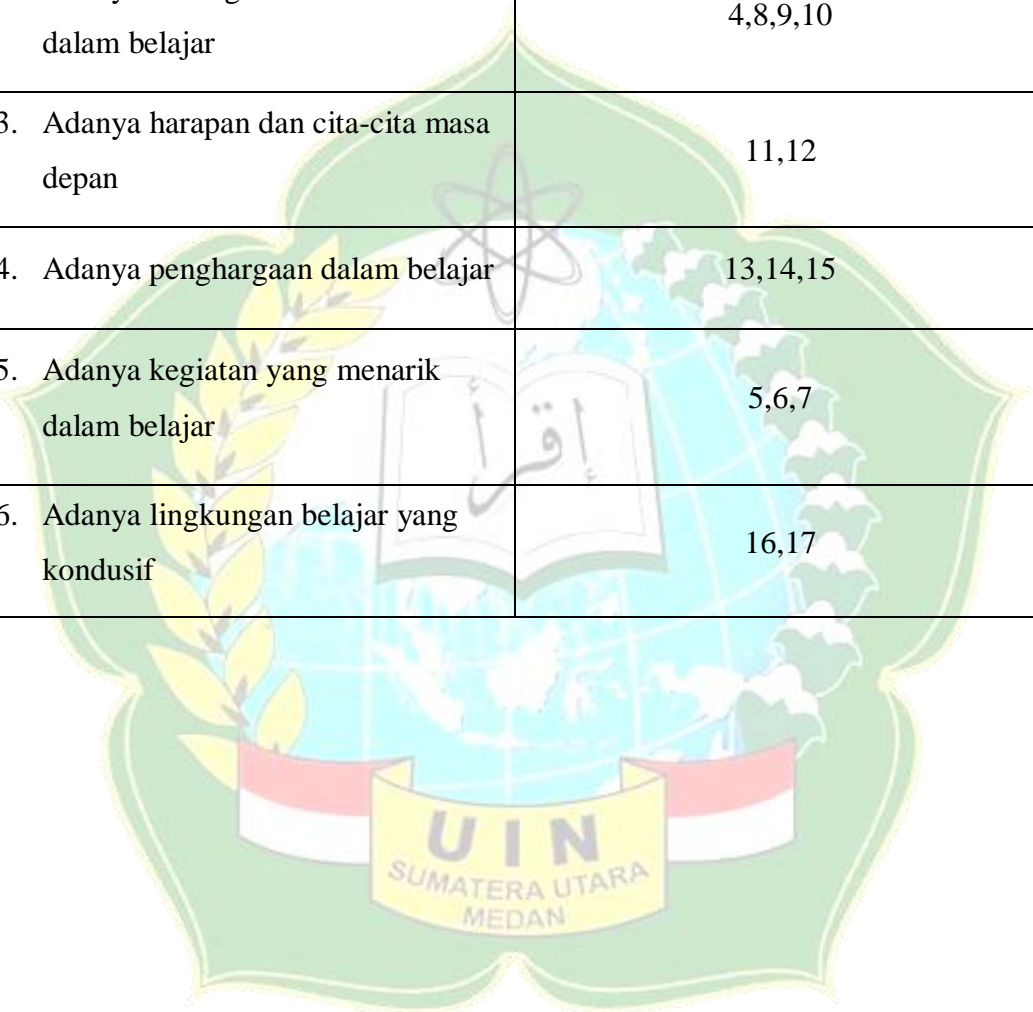 4,8,9,10
dalam belajar
3. Adanya harapan dan cita-cita masa
depan
11,12
4. Adanya penghargaan dalam belajar
13,14,15
5. Adanya kegiatan yang menarik
dalam belajar
5,6,7
6. Adanya lingkungan belajar yang
kondusif
16,17
إقرأ
UIN
SUMATERA UTARA
MEDAN